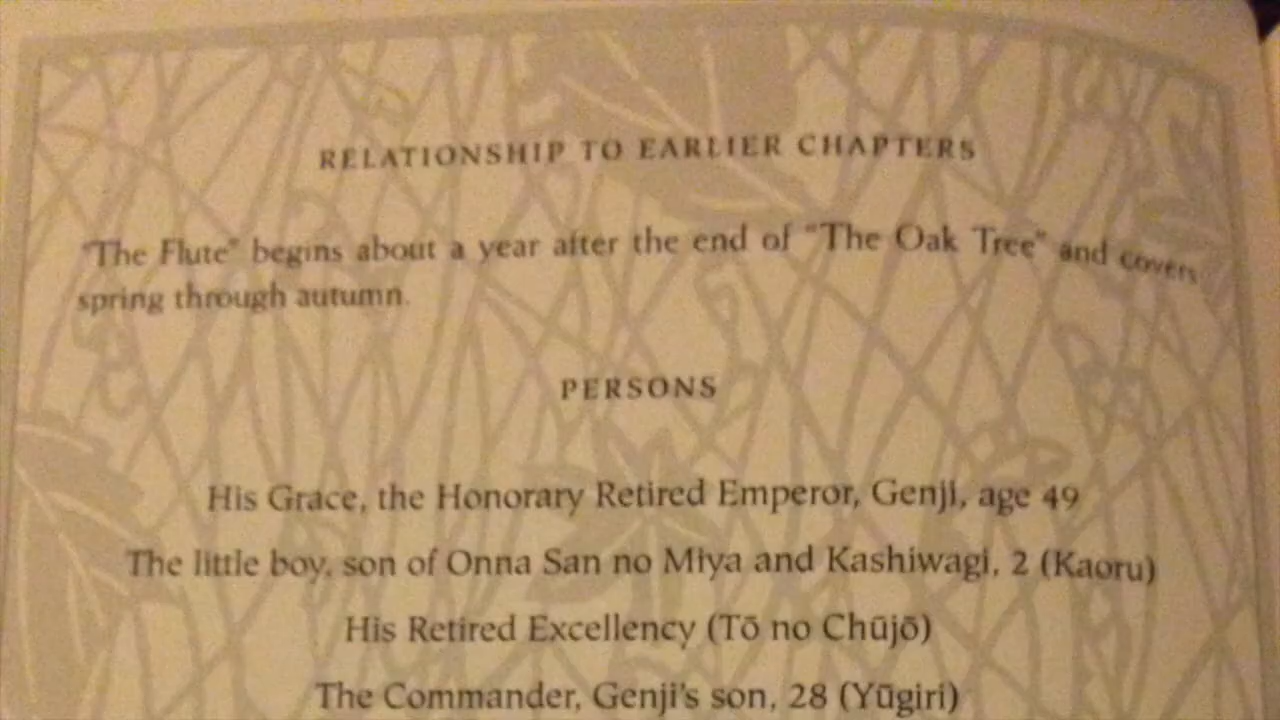 RELATIONSHIP TO EARLIER CHAPTERS
"The Flute" begins about a year after the end of "The Oak Tree" and covers
spring through autumn.
PERSONS
His Grace, the Honorary Retired Emperor, Genji, age 49
The little boy, son of Onna San no Miya and Kashiwagi, 2 (Kaoru)
His Retired Excellency (Tō no Chūjō)
The Commander, Genji's son, 28 (Yūgiri)